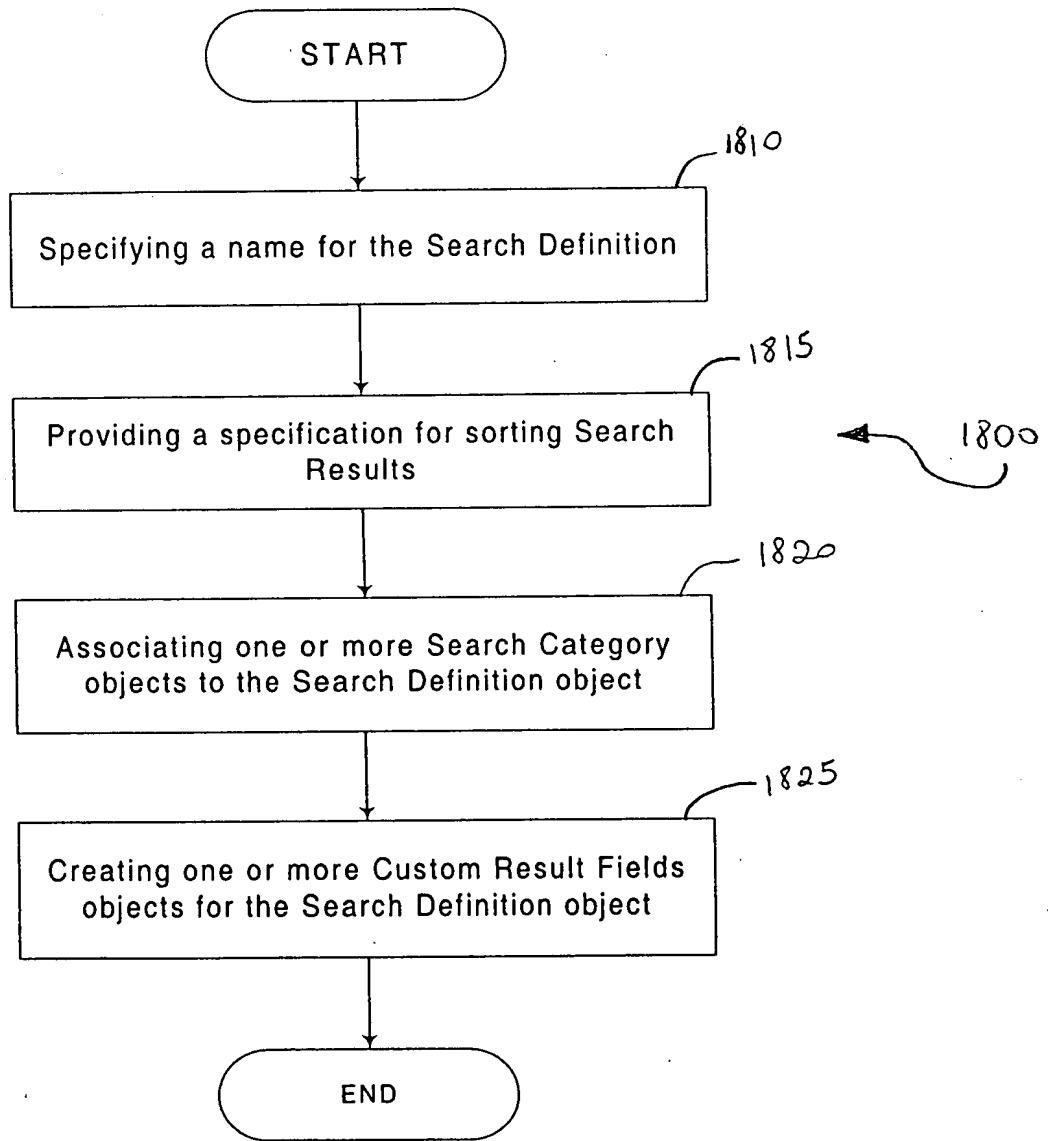 START
1810
Specifying a name for the Search Definition
1815
Providing a specification for sorting Search
Results
1800
1820
Associating one or more Search Category
objects to the Search Definition object
1825
Creating one or more Custom Result Fields
objects for the Search Definition object
END